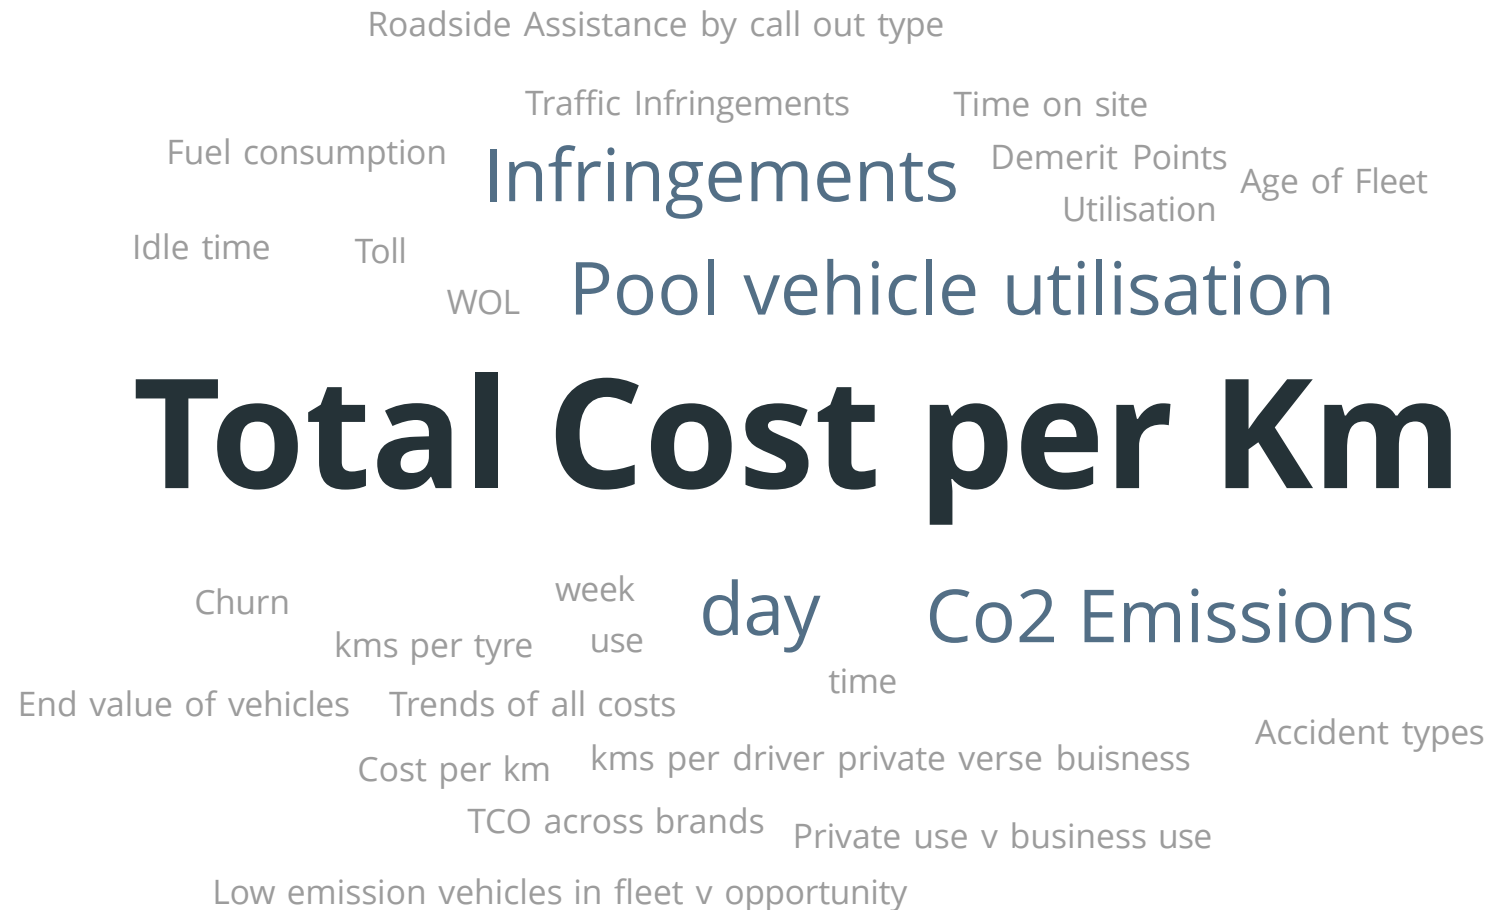 Roadside Assistance by call out type
Traffic Infringements
Time on site
Fuel consumption
Infringements
Demerit Points
Age of Fleet
Utilisation
Idle time
Toll
WOL
Pool vehicle utilisation
Total Cost per Km
Churn
week
day
Co2 Emissions
kms per tyre
use
time
End value of vehicles
Trends of all costs
Accident types
Cost per km
kms per driver private verse buisness
TCO across brands
Private use v business use
Low emission vehicles in fleet v opportunity